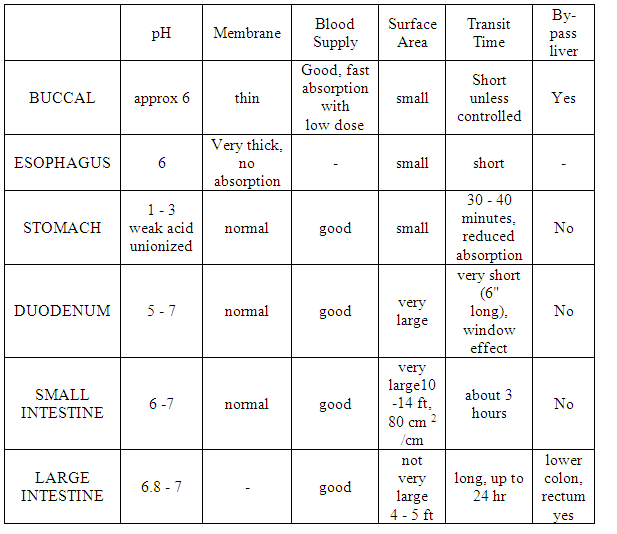 pH
Membrane
Blood
Supply
Surface
Area
Transit
Time
By-
pass
liver
BUCCAL
approx 6
thin
Good, fast
absorption
with
low dose
small
Short
unless
controlled
Yes
ESOPHAGUS
6
Very thick,
no
absorption
-
small
short
-
STOMACH
1 - 3
weak acid
unionized
normal
good
small
30 - 40
minutes,
reduced
absorption
No
DUODENUM
5 - 7
normal
good
very
large
very short
(6"
long),
window
effect
No
SMALL
INTESTINE
6 -7
normal
good
very
large10
-14 ft,
80 cm 2
/cm
about 3
hours
No
LARGE
INTESTINE
6.8 - 7
-
good
not
very
large
4 - 5 ft
long, up to
24 hr
lower
colon,
rectum
yes